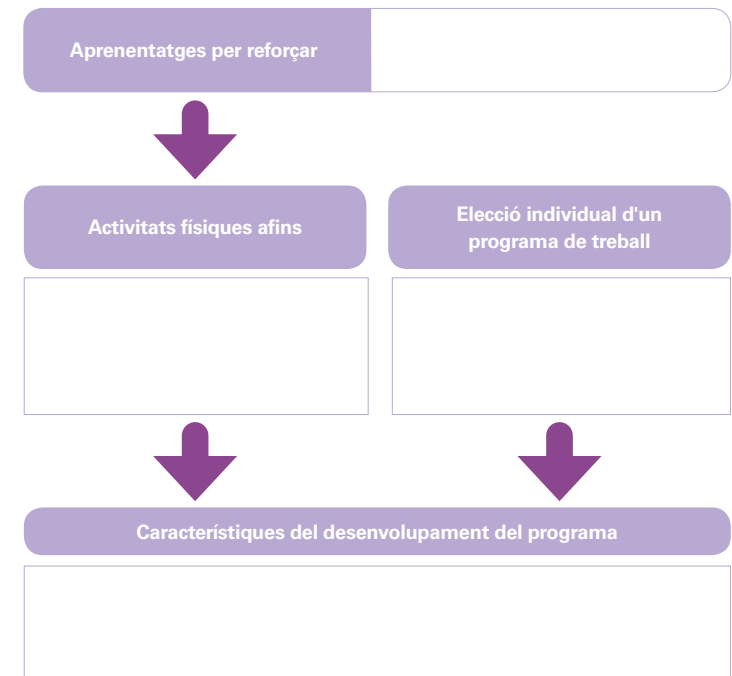 Aprenentatges per reforçar
Activitats físiques afins
Elecció individual d'un
programa de treball
Característiques del desenvolupament del programa